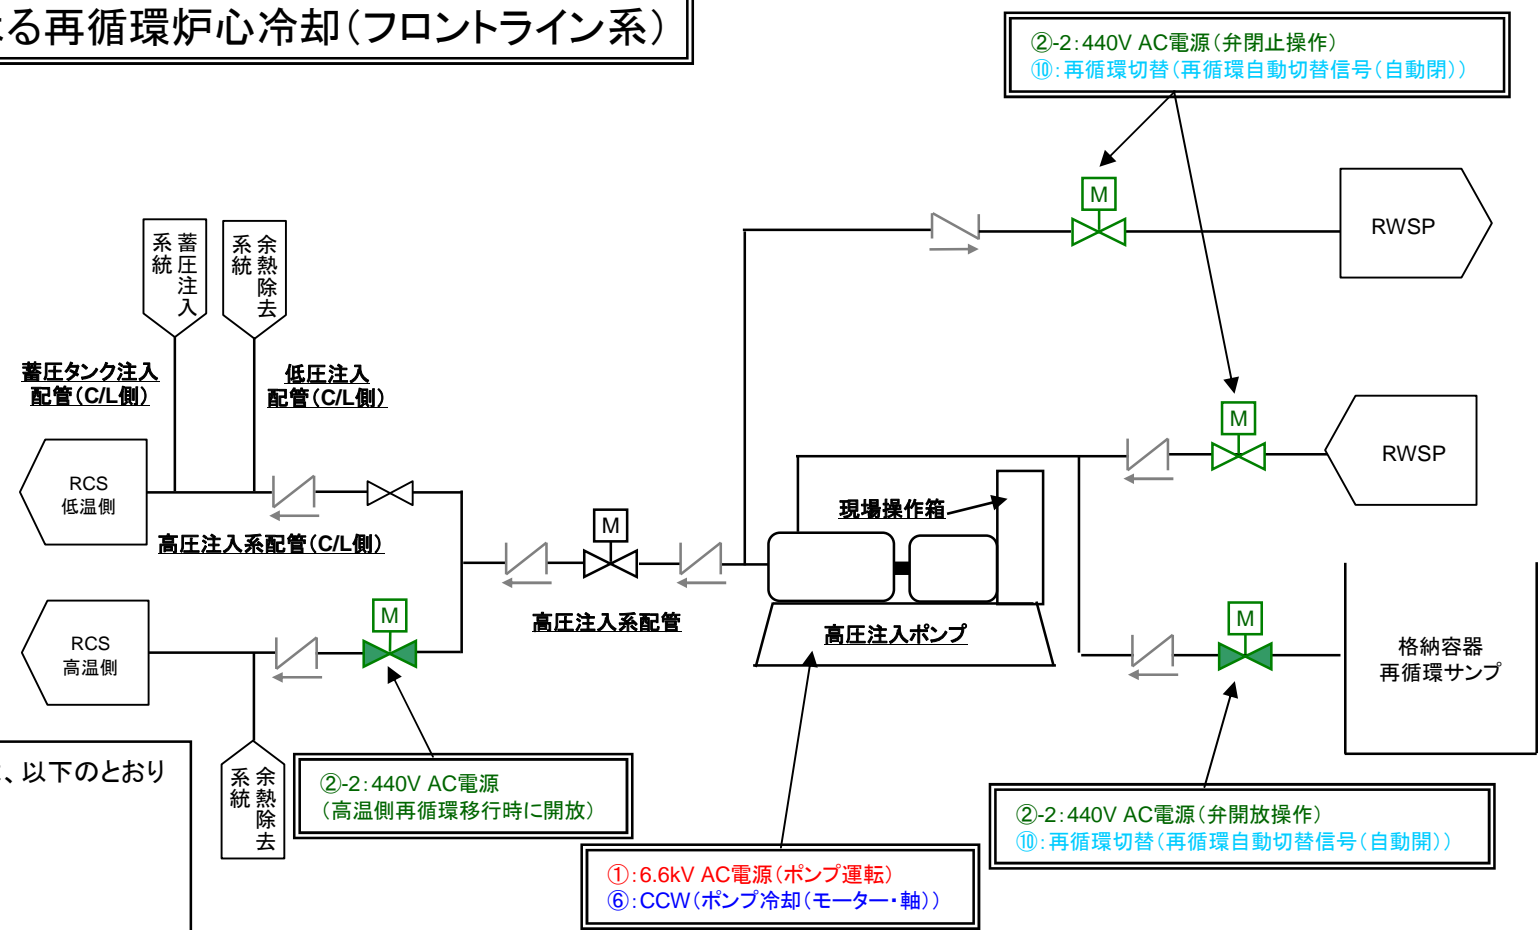 る再循環炉心冷却（フロントライン系）
②-2：440V AC電源（弁閉止操作）
⑩：再循環切替（再循環自動切替信号（自動閉））
M
RWSP
蓄圧注入
系統
余熱除去
系統
蓄圧タンク注入
配管（C/L側）
低圧注入
配管（C/L側）
M
RWSP
RCS
低温側
現場操作箱
M
高圧注入系配管（C/L側）
高圧注入系配管
高圧注入ポンプ
M
M
RCS
高温側
格納容器
再循環サンプ
、以下のとおり
余熱除去
系統
②-2：440V AC電源
（高温側再循環移行時に開放）
②-2：440V AC電源（弁開放操作）
⑩：再循環切替（再循環自動切替信号（自動開））
①：6.6kV AC電源（ポンプ運転）
⑥：CCW（ポンプ冷却（モーター・軸））